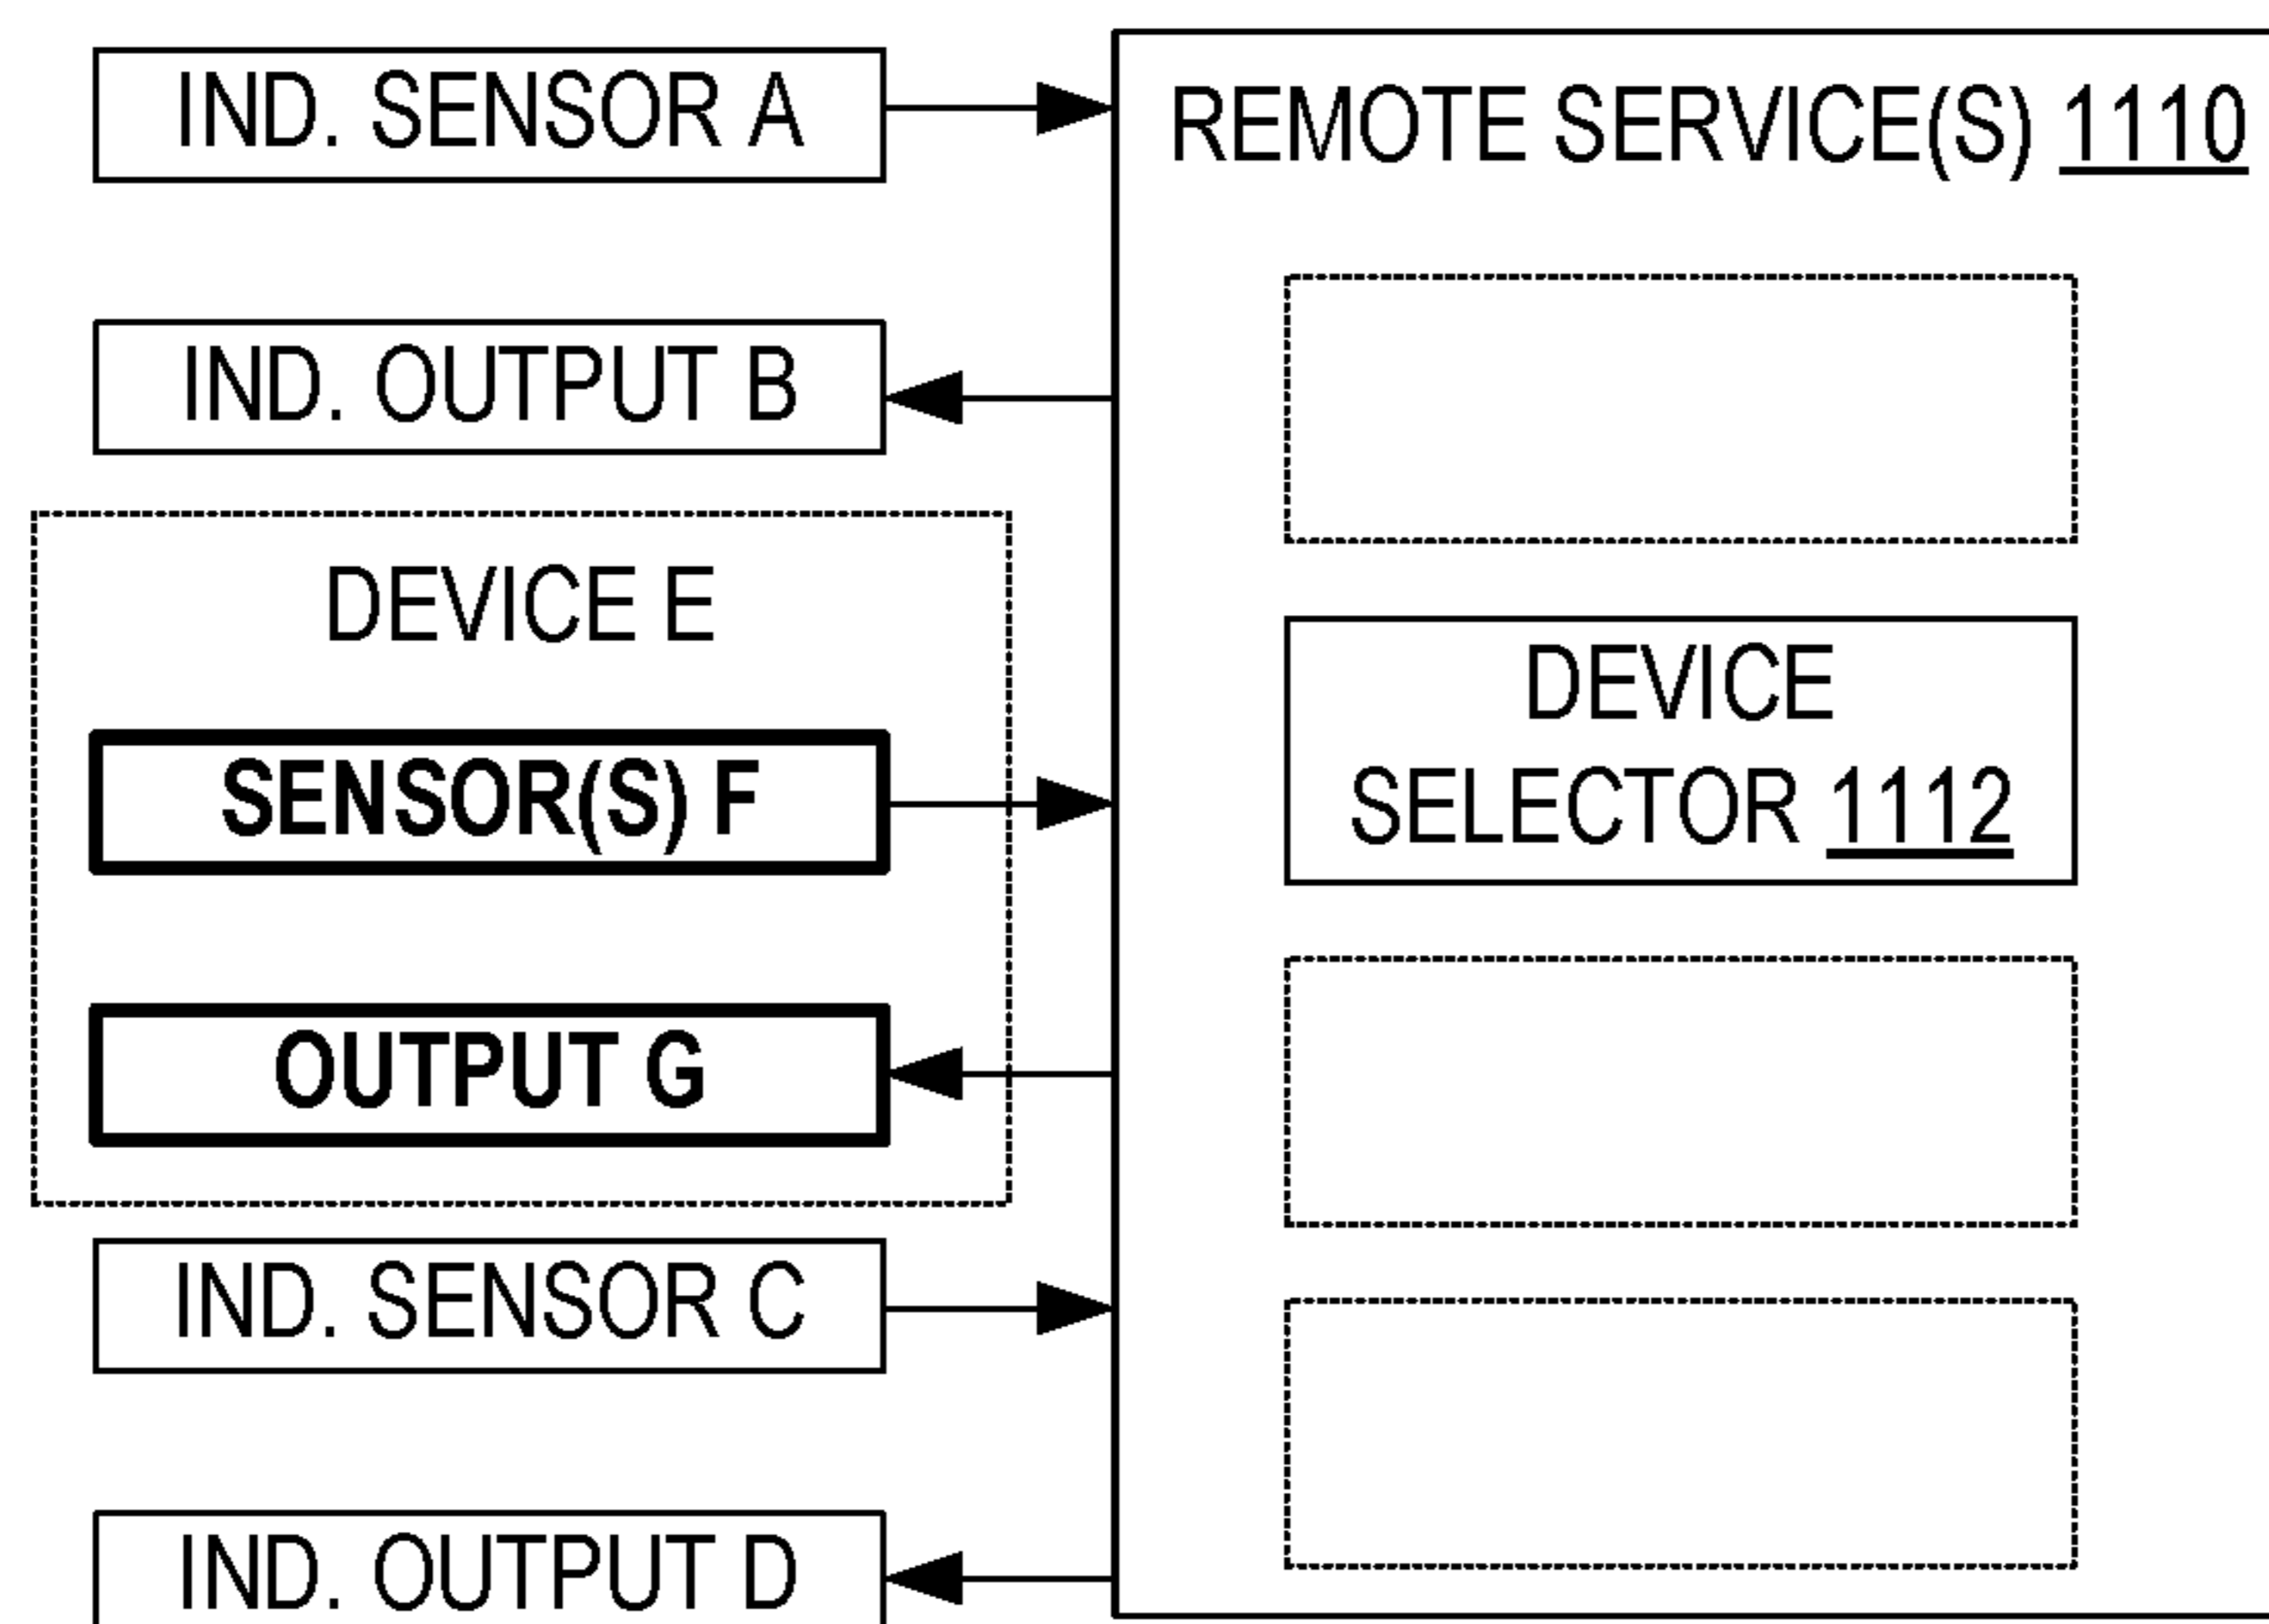 IND. SENSOR A
REMOTE SERVICE(S) 1110
IND. OUTPUT B
DEVICE E
SENSOR(S) F
OUTPUT G
DEVICE
SELECTOR 1112
IND. SENSOR C
IND. OUTPUT D